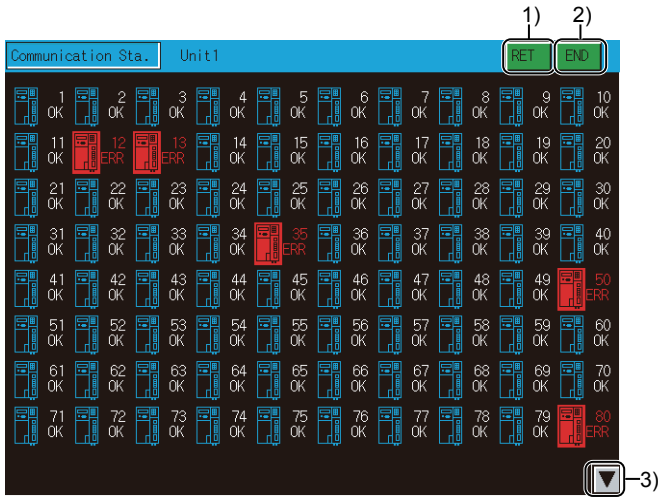 1) 2)
Communication Sta. Unit1 RET END
1 2 3 4 5 6 7 8 9 10
OK OK OK OK OK OK OK OK OK OK
11 12 13 14 15 16 17 18 19 20
OK ERR ERR OK OK OK OK OK OK OK
21 22 23 24 25 26 27 28 29 30
OK OK OK OK OK OK OK OK OK OK
31 32 33 34 35 36 37 38 39 40
OK OK OK OK ERR OK OK OK OK OK
41 42 43 44 45 46 47 48 49 50
OK OK OK OK OK OK OK OK OK ERR
51 52 53 54 55 56 57 58 59 60
OK OK OK OK OK OK OK OK OK OK
61 62 63 64 65 66 67 68 69 70
OK OK OK OK OK OK OK OK OK OK
71 72 73 74 75 76 77 78 79 80
OK OK OK OK OK OK OK OK OK ERR
3)